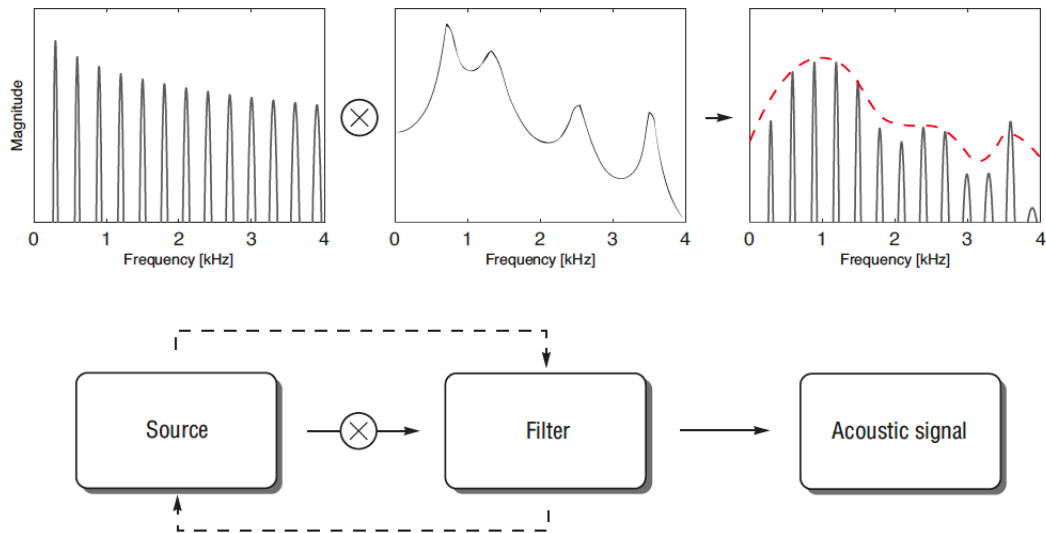 Magnitude
0 1 2 3 4
Frequency [kHz]
0 1 2 3 4
Frequency [kHz]
0 1 2 3 4
Frequency [kHz]
Source
Filter
Acoustic signal